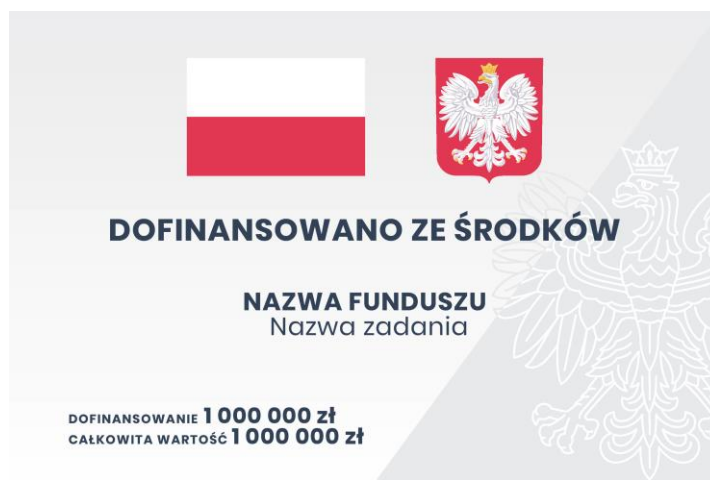 DOFINANSOWANO ZE ŚRODKÓW
NAZWA FUNDUSZU
Nazwa zadania
DOFINANSOWANIE 1 000 000 zł
CAŁKOWITA WARTOŚĆ 1 000 000 zł